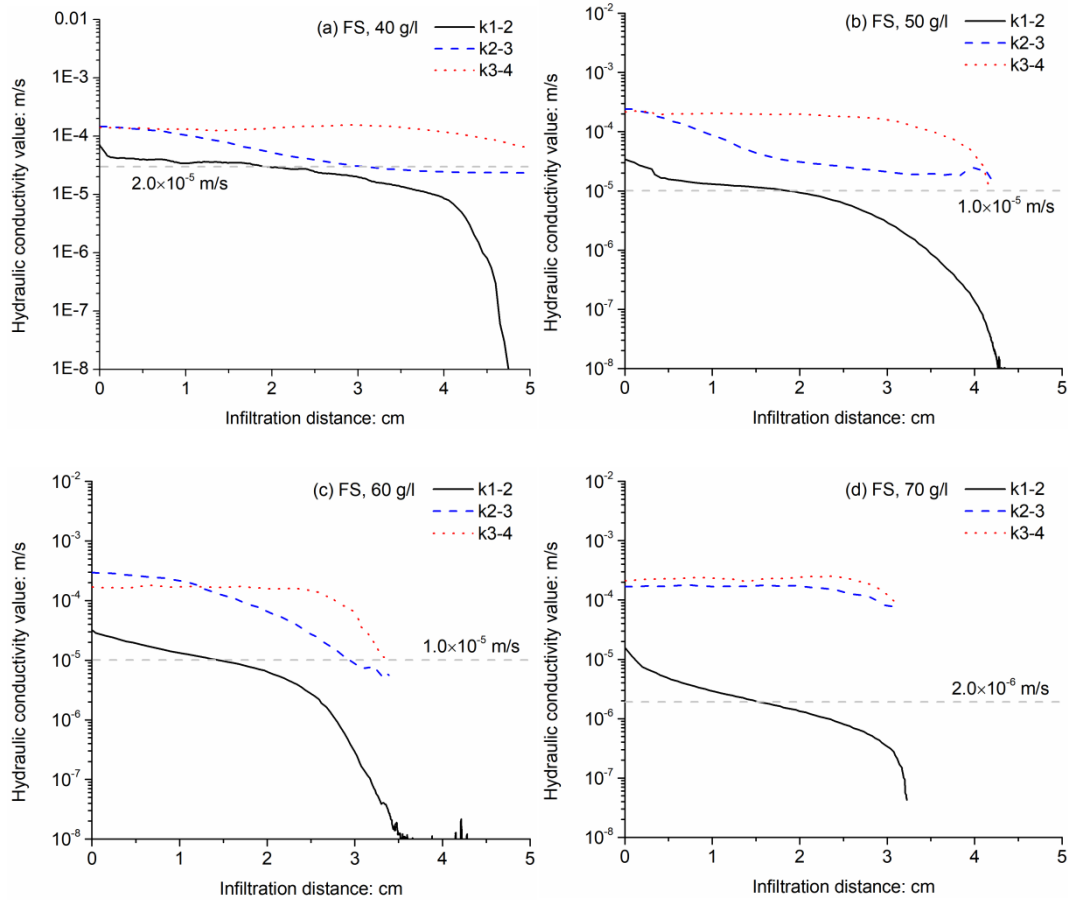 (a) FS, 40 g/l
k1-2
k2-3
k3-4
0.01
1E-3
1E-4
1E-5
1E-6
1E-7
1E-8
2.0×10⁻⁵ m/s
0 1 2 3 4 5
Hydraulic conductivity value: m/s
Infiltration distance: cm
(b) FS, 50 g/l
k1-2
k2-3
k3-4
10⁻²
10⁻³
10⁻⁴
10⁻⁵
10⁻⁶
10⁻⁷
10⁻⁸
1.0×10⁻⁵ m/s
0 1 2 3 4 5
Hydraulic conductivity value: m/s
Infiltration distance: cm
(c) FS, 60 g/l
k1-2
k2-3
k3-4
10⁻²
10⁻³
10⁻⁴
10⁻⁵
10⁻⁶
10⁻⁷
10⁻⁸
1.0×10⁻⁵ m/s
0 1 2 3 4 5
Hydraulic conductivity value: m/s
Infiltration distance: cm
(d) FS, 70 g/l
k1-2
k2-3
k3-4
10⁻²
10⁻³
10⁻⁴
10⁻⁵
10⁻⁶
10⁻⁷
10⁻⁸
2.0×10⁻⁶ m/s
0 1 2 3 4 5
Hydraulic conductivity value: m/s
Infiltration distance: cm